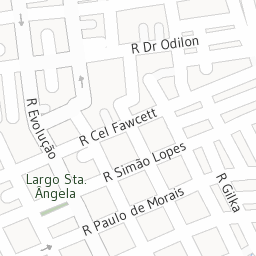 R Dr Odilon
R Evolução
R Cel Fawcett
R Simão Lopes
Largo Sta.
Ângela
R Gilka
R Paulo de Morais